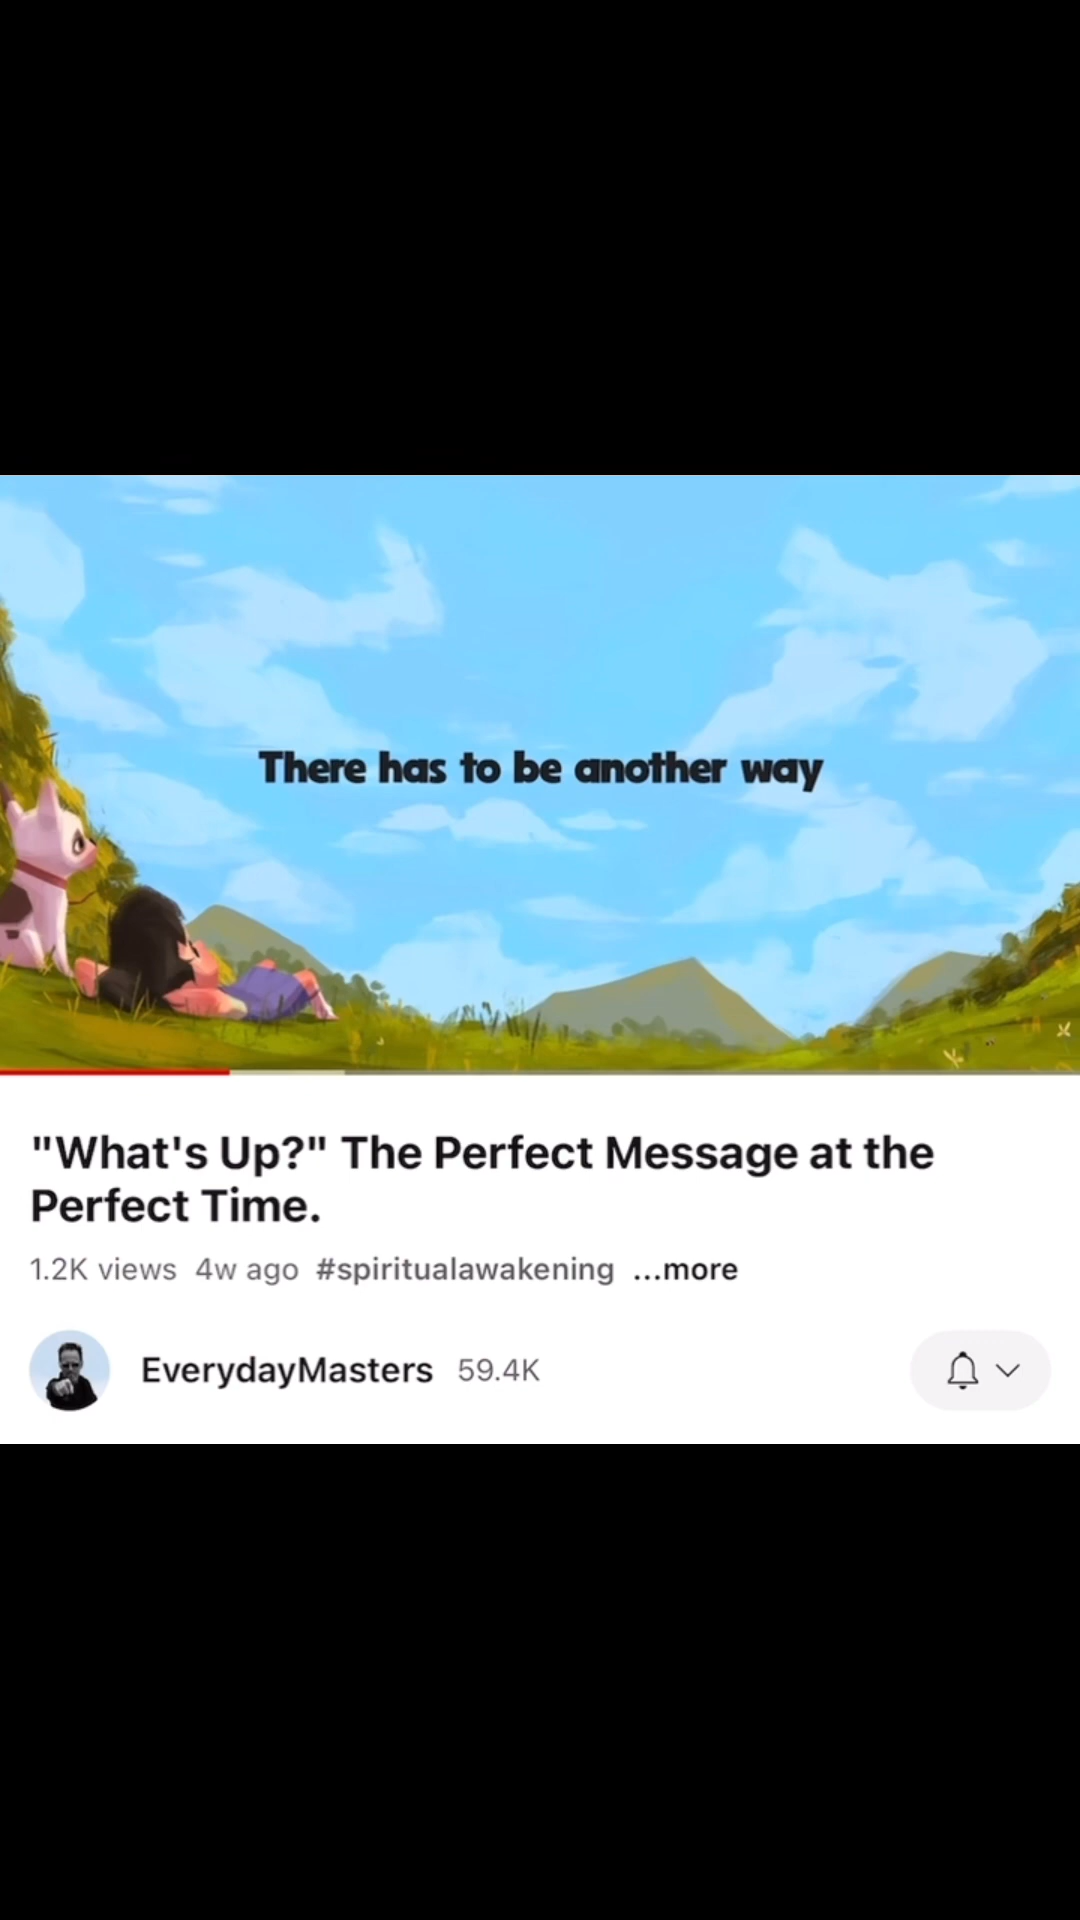 There has to be another way
"What's Up?" The Perfect Message at the
Perfect Time.
1.2K views 4w ago #spiritualawakening ...more
EverydayMasters 59.4K